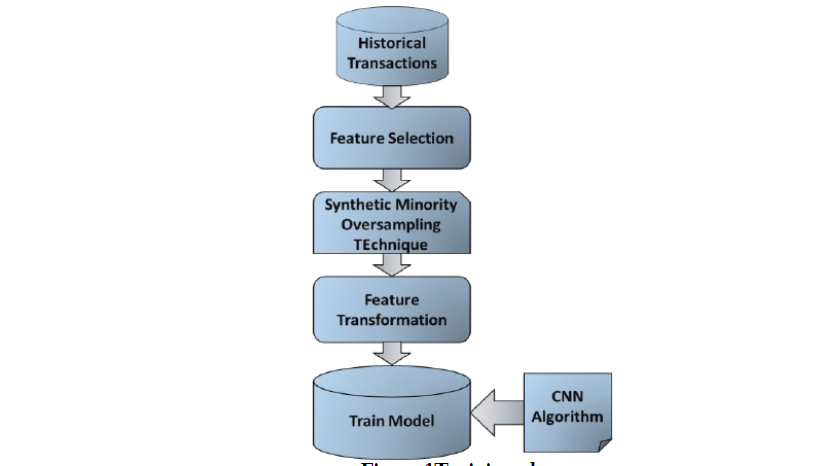 Historical
Transactions
Feature Selection
Synthetic Minority
Oversampling
TEchnique
Feature
Transformation
Train Model
CNN
Algorithm